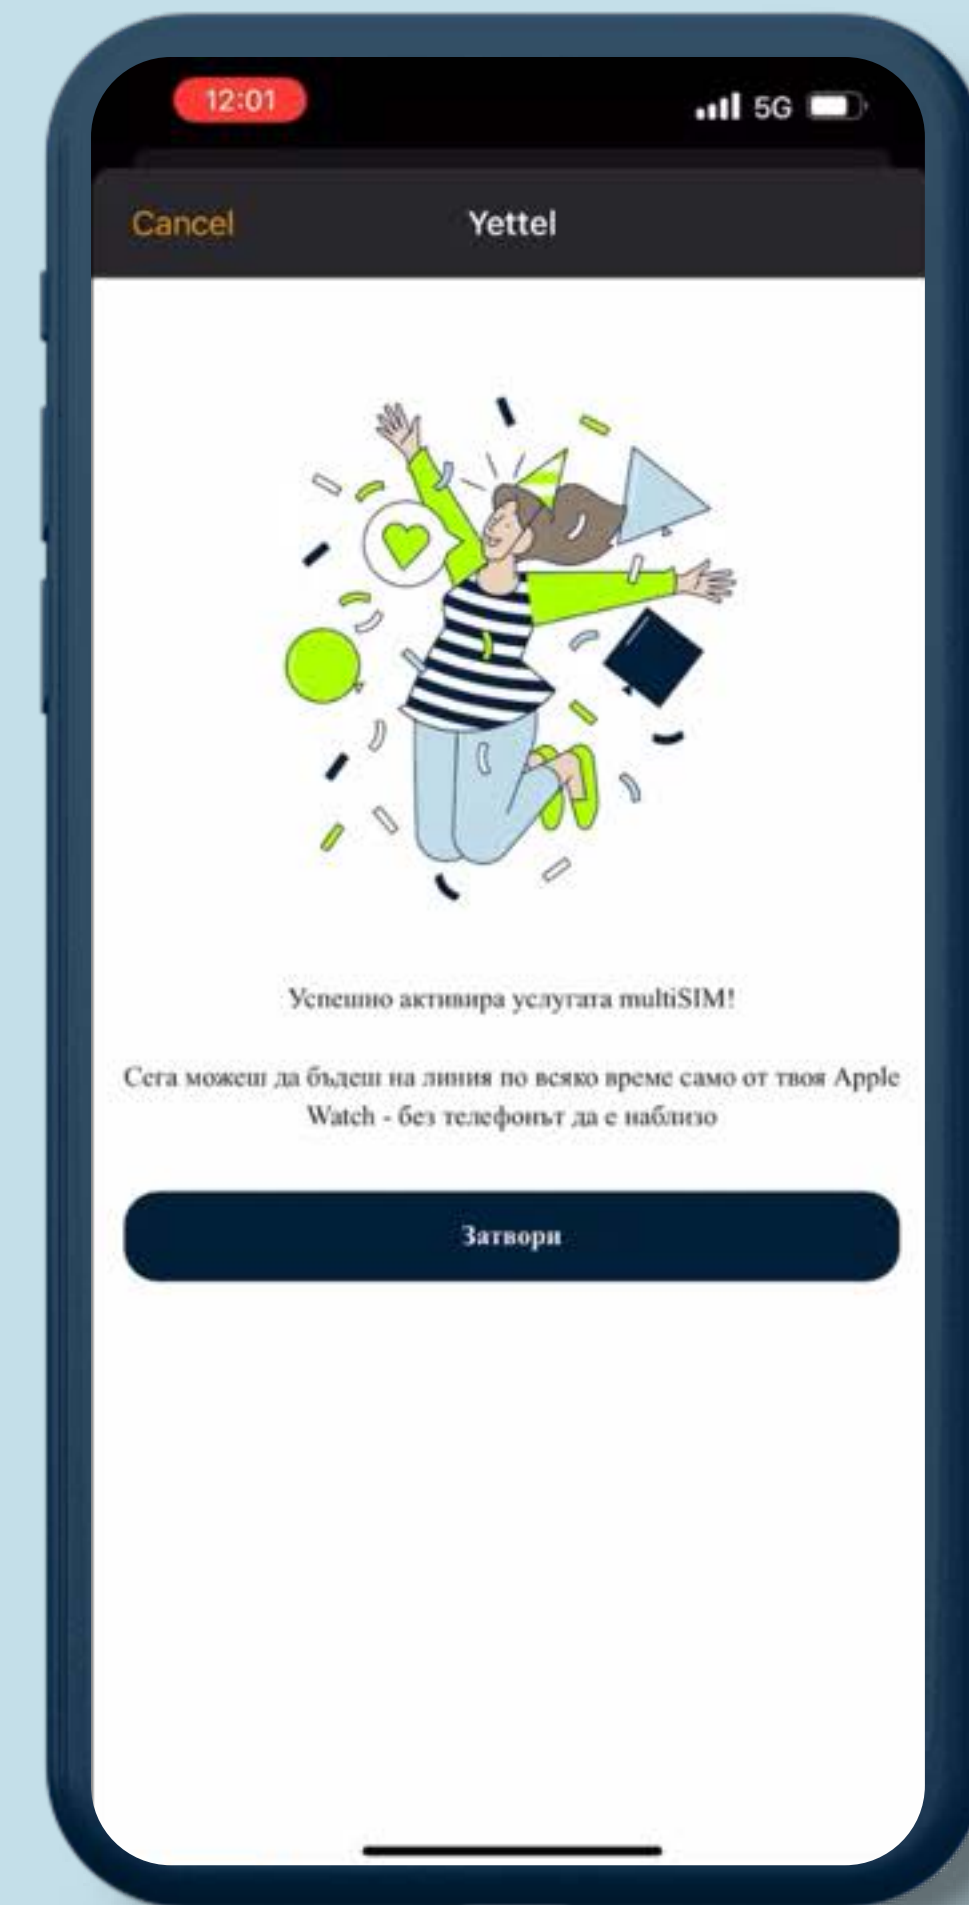 12:01
5G
Cancel
Yettel
Успешно активира услугата multiSIM!
Сега можеш да бъдеш на линия по всяко време само от твоя Apple
Watch - без телефонът да е наблизо
Затвори